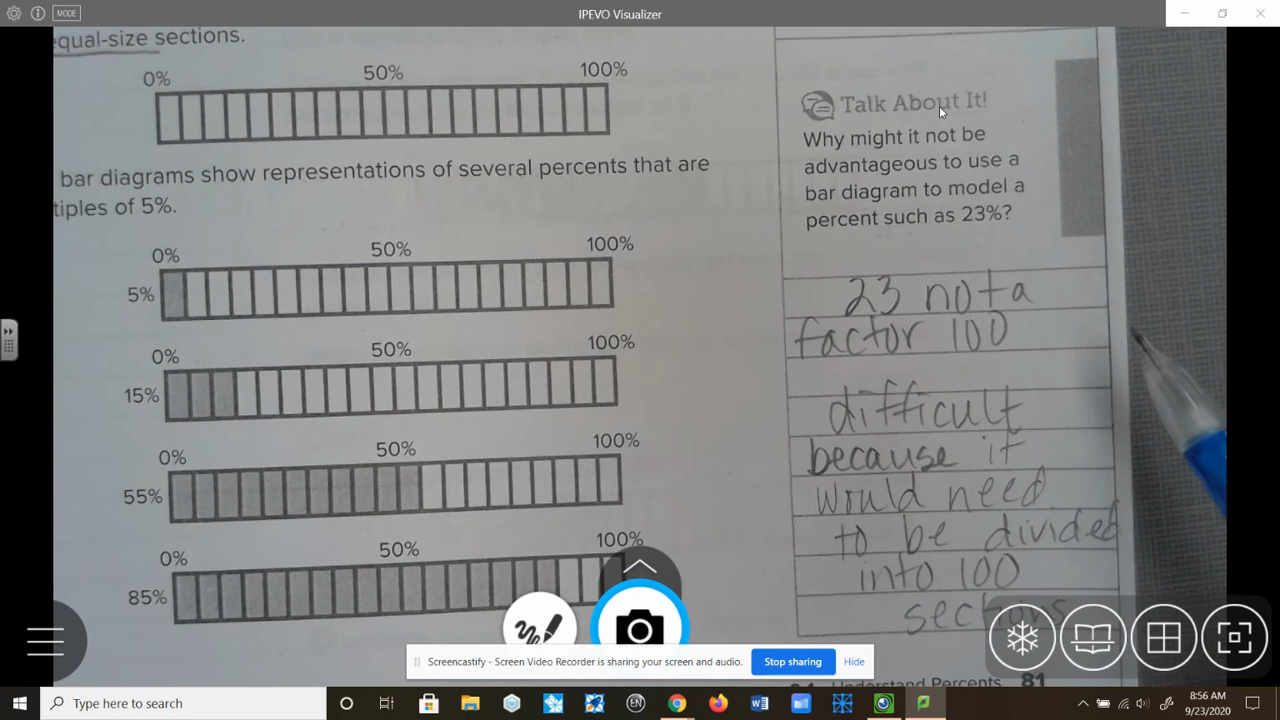 MODE
IPEVO Visualizer
equal-size sections.
0% 50% 100%
bar diagrams show representations of several percents that are
tiples of 5%.
0% 50% 100%
5%
0% 50% 100%
15%
0% 50% 100%
55%
0% 50% 100%
85%
Talk About It!
Why might it not be
advantageous to use a
bar diagram to model a
percent such as 23%?
23 not a
factor 100
difficult
because it
would need
to be divided
into 100
sections
Screencastify - Screen Video Recorder is sharing your screen and audio.
Stop sharing
Hide
Understand Percents 81
Type here to search
EN
8:56 AM
9/23/2020